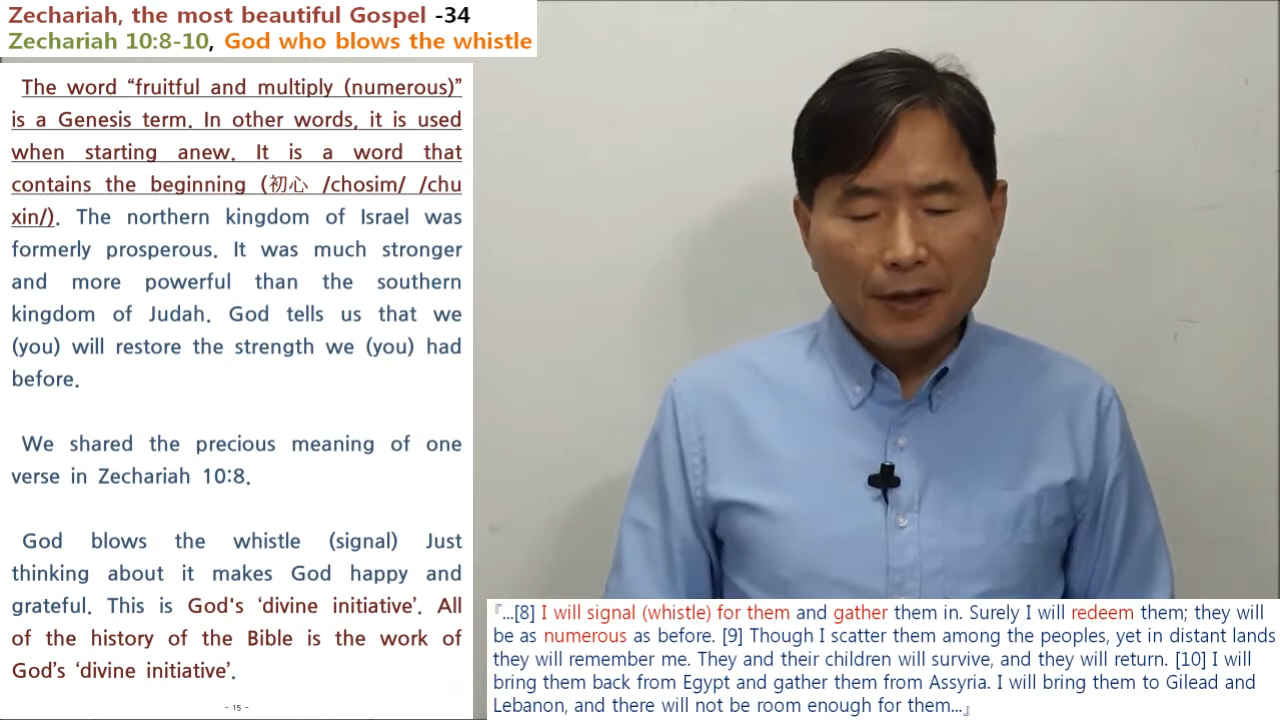 Zechariah, the most beautiful Gospel -34
Zechariah 10:8-10, God who blows the whistle
The word “fruitful and multiply (numerous)”
is a Genesis term. In other words, it is used
when starting anew. It is a word that
contains the beginning (初心 /chosim/ /chu
xin/). The northern kingdom of Israel was
formerly prosperous. It was much stronger
and more powerful than the southern
kingdom of Judah. God tells us that we
(you) will restore the strength we (you) had
before.
We shared the precious meaning of one
verse in Zechariah 10:8.
God blows the whistle (signal) Just
thinking about it makes God happy and
grateful. This is God's ‘divine initiative’. All
of the history of the Bible is the work of
God’s ‘divine initiative’.
- 15 -
『...[8] I will signal (whistle) for them and gather them in. Surely I will redeem them; they will
be as numerous as before. [9] Though I scatter them among the peoples, yet in distant lands
they will remember me. They and their children will survive, and they will return. [10] I will
bring them back from Egypt and gather them from Assyria. I will bring them to Gilead and
Lebanon, and there will not be room enough for them...』